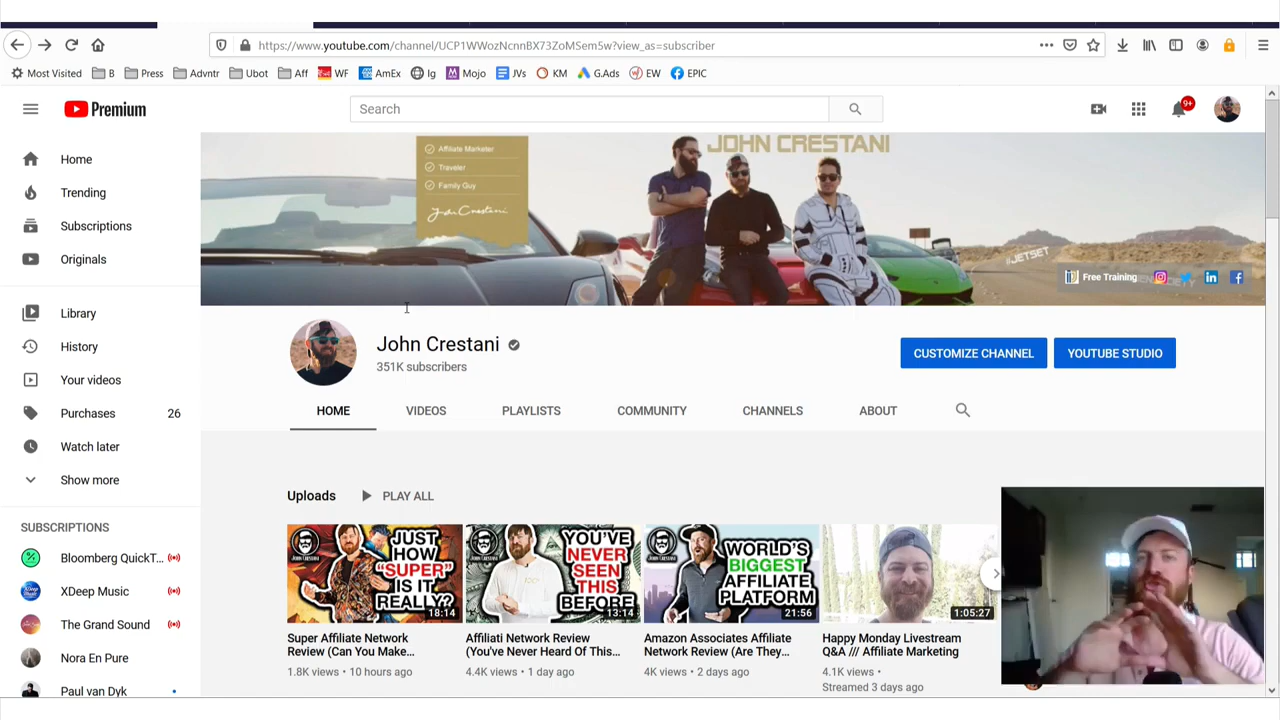 https://www.youtube.com/channel/UCP1WWozNcnnBX73ZoMSem5w?view_as=subscriber
Most Visited
B
Press
Advntr
Ubot
Aff
WF
AmEx
Ig
Mojo
JVs
KM
G.Ads
EW
EPIC
Premium
Search
9+
Home
Trending
Subscriptions
Originals
Library
History
Your videos
Purchases 26
Watch later
Show more
SUBSCRIPTIONS
Bloomberg QuickT...
XDeep Music
The Grand Sound
Nora En Pure
Paul van Dyk
JOHN CRESTANI
Affiliate Marketer
Traveler
Family Guy
John Crestani
#JETSET
Free Training
John Crestani
351K subscribers
CUSTOMIZE CHANNEL
YOUTUBE STUDIO
HOME
VIDEOS
PLAYLISTS
COMMUNITY
CHANNELS
ABOUT
Uploads
PLAY ALL
JUST
HOW
"SUPER"
IS IT
REALLY?
18:14
Super Affiliate Network
Review (Can You Make...
1.8K views • 10 hours ago
YOU'VE
NEVER
SEEN
THIS
BEFORE
13:14
Affiliati Network Review
(You've Never Heard Of This...
4.4K views • 1 day ago
WORLD'S
BIGGEST
AFFILIATE
PLATFORM
21:56
Amazon Associates Affiliate
Network Review (Are They...
4K views • 2 days ago
1:05:27
Happy Monday Livestream
Q&A /// Affiliate Marketing
4.1K views •
Streamed 3 days ago